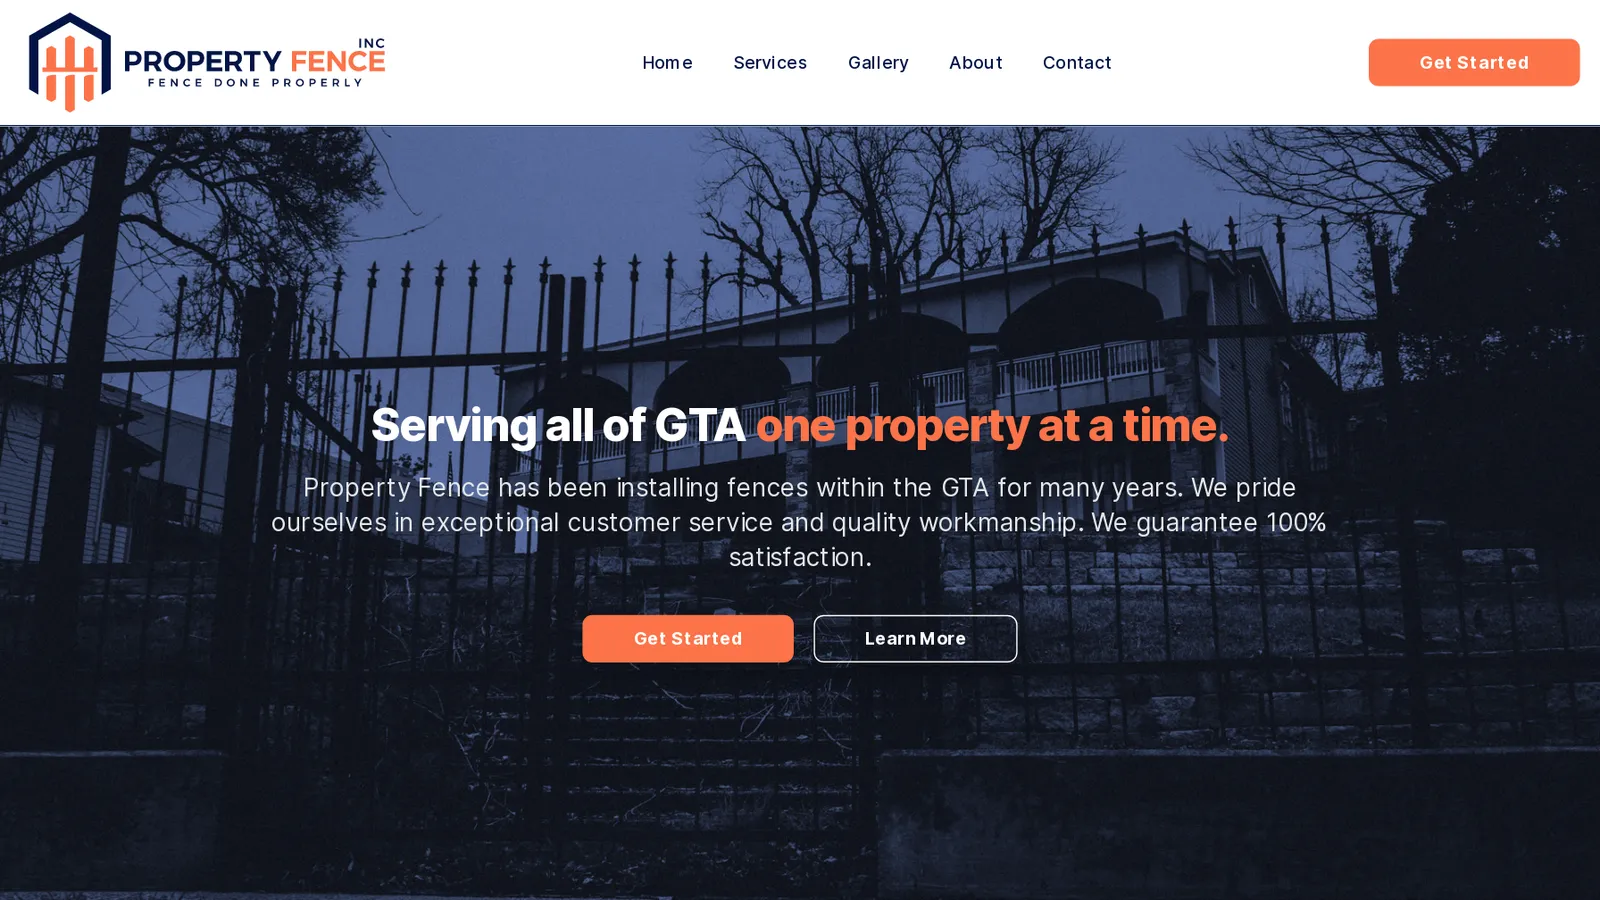 PROPERTY FENCE INC
FENCE DONE PROPERLY
Home Services Gallery About Contact
Get Started
Serving all of GTA one property at a time.
Property Fence has been installing fences within the GTA for many years. We pride
ourselves in exceptional customer service and quality workmanship. We guarantee 100%
satisfaction.
Get Started Learn More